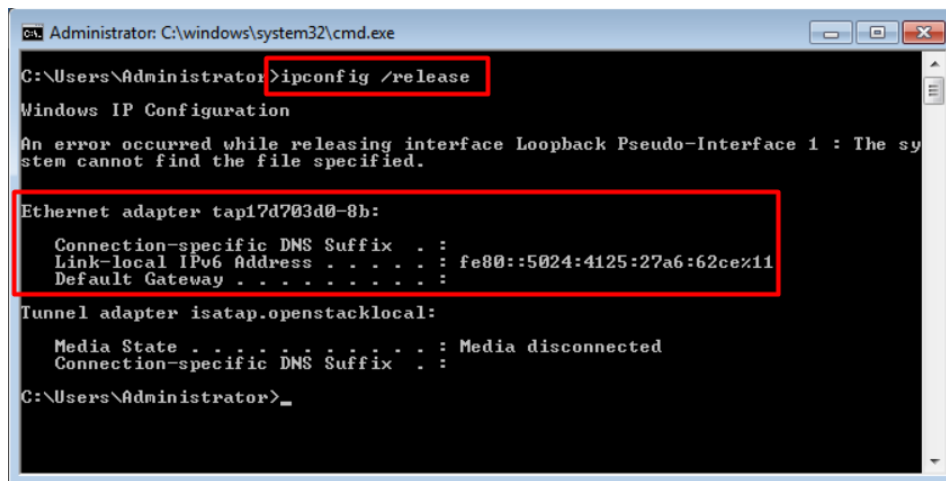 Administrator: C:\windows\system32\cmd.exe
C:\Users\Administrator>ipconfig /release
Windows IP Configuration
An error occurred while releasing interface Loopback Pseudo-Interface 1 : The sy
stem cannot find the file specified.
Ethernet adapter tap17d703d0-8b:
Connection-specific DNS Suffix . :
Link-local IPv6 Address . . . . . : fe80::5024:4125:27a6:62ce%11
Default Gateway . . . . . . . . . :
Tunnel adapter isatap.openstacklocal:
Media State . . . . . . . . . . . : Media disconnected
Connection-specific DNS Suffix . :
C:\Users\Administrator>_